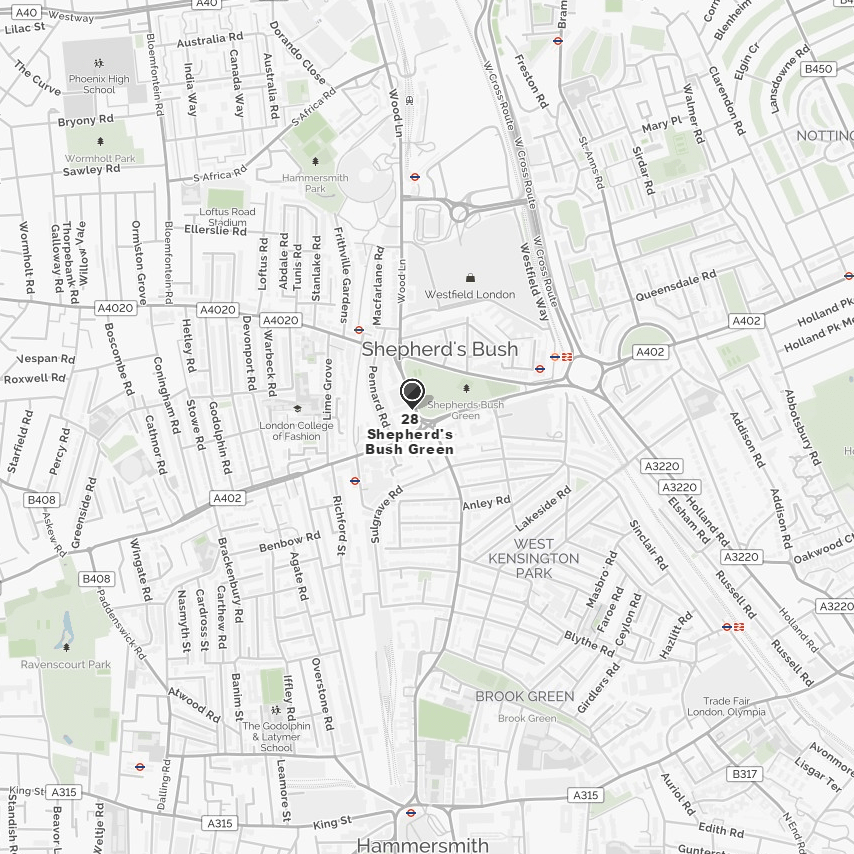 A40
Westway
A40
Bram
Corn
Blenheim
B4
Lilac St
Australia Rd
Dorando Close
The Curve
Phoenix High
School
Bloemfontein Rd
India Way
Canada Way
Australia Rd
W Cross Route
Freston Rd
Elgin Cr
Lansdowne Rd
B450
Clarendon Rd
Walmer Rd
Bryony Rd
S Africa Rd
Wood Ln
W Cross Route
Mary Pl
NOTTING
Wormholt Park
Sawley Rd
S Africa Rd
Hammersmith
Park
St-Anns-Rd
Sirdar Rd
W Cross Route
Loftus Road
Stadium
Ellerslie Rd
Wormholt Rd
Galloway Rd
Thorpebank Rd
Willow Vale
Ormiston Grove
Bloemfontein Rd
Loftus Rd
Abdale Rd
Tunis Rd
Stanlake Rd
Frithville Gardens
Macfarlane Rd
Wood Ln
Westfield London
Westfield Way
W Cross Route
Queensdale Rd
Holland Pk
Holland Pk Me
A4020
A4020
A4020
A402
A402
Shepherd's Bush
Vespan Rd
Roxwell Rd
Boscombe Rd
Hetley Rd
Devonport Rd
Warbeck Rd
Lime Grove
Pennard Rd
Coningham Rd
Stowe Rd
Godolphin Rd
Cathnor Rd
London College
of Fashion
28
Shepherd's
Bush Green
Shepherds Bush
Green
Addison Rd
Abbotsbury Rd
Ho
Starfield Rd
Percy Rd
B408
Greenside Rd
Askew Rd
A402
Richford St
Sulgrave Rd
Anley Rd
Lakeside Rd
A3220
A3220
Holland Rd
Elsham Rd
Addison Rd
Wingate Rd
Brackenbury Rd
Benbow Rd
Agate Rd
WEST
KENSINGTON
PARK
Sinclair Rd
A3220
Oakwood C
B408
Paddenswick Rd
Nasmyth St
Cardross St
Carthew Rd
Masbro' Rd
Faroe Rd
Ceylon Rd
Russell Rd
Holland Rd
A3220
Ravenscourt Park
Blythe Rd
Hazlitt Rd
Russell Rd
Atwood Rd
Banim St
Iffley Rd
Overstone Rd
Girdlers Rd
BROOK GREEN
Brook Green
Trade Fair
London, Olympia
The Godolphin
& Latymer
School
Avonmore
Lisgar Ter
B317
Dalling Rd
Leamore St
King St
A315
A315
A315
Auriol Rd
N End Rd
Standish R
Beavor L
Weltje Rd
King St
Edith Rd
Gunterst
Hammersmith